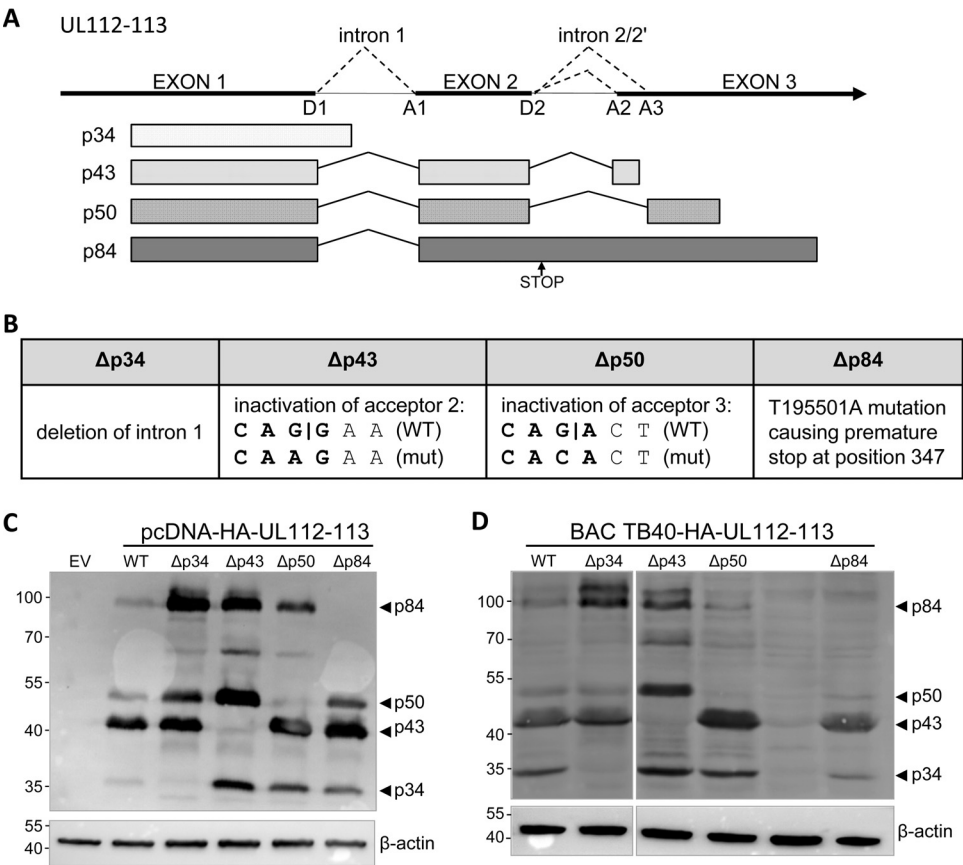 A
UL112-113
intron 1
intron 2/2'
EXON 1
EXON 2
EXON 3
D1
A1
D2
A2
A3
p34
p43
p50
p84
STOP
B
Δp34
Δp43
Δp50
Δp84
deletion of intron 1
inactivation of acceptor 2:
C A G|G A A (WT)
C A A G A A (mut)
inactivation of acceptor 3:
C A G|A C T (WT)
C A C A C T (mut)
T195501A mutation
causing premature
stop at position 347
C
pcDNA-HA-UL112-113
EV WT Δp34 Δp43 Δp50 Δp84
100
70
55
40
35
p84
p50
p43
p34
55
40
β-actin
D
BAC TB40-HA-UL112-113
WT Δp34 Δp43 Δp50 Δp84
100
70
55
40
35
p84
p50
p43
p34
55
40
β-actin